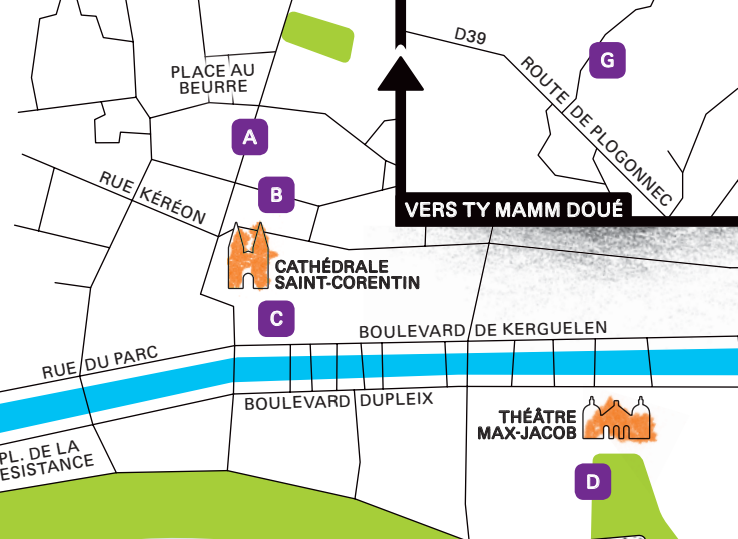 D39
G
PLACE AU
BEURRE
ROUTE DE PLOGONNEC
A
RUE KÉRÉON
B
VERS TY MAMM DOUÉ
CATHÉDRALE
SAINT-CORENTIN
C
BOULEVARD DE KERGUELEN
RUE DU PARC
BOULEVARD DUPLEIX
THÉÂTRE
MAX-JACOB
PL. DE LA
ESISTANCE
D